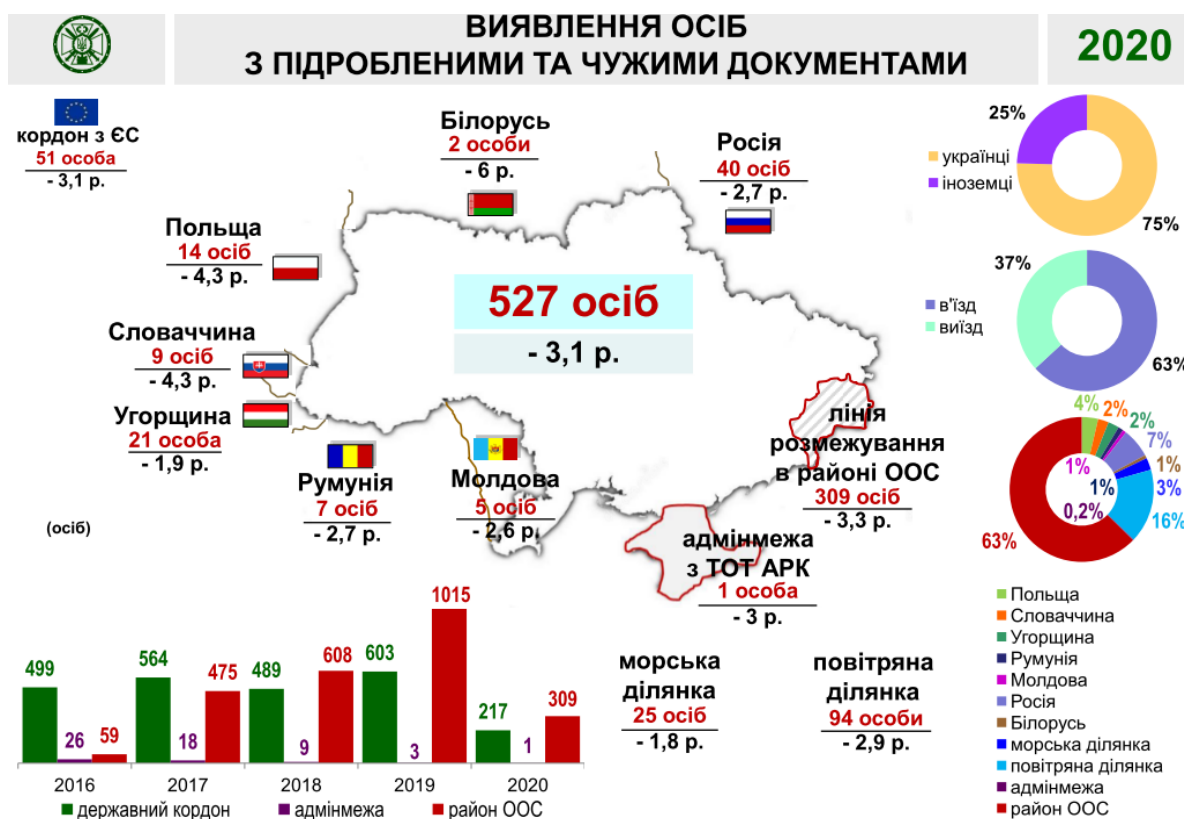 ВИЯВЛЕННЯ ОСІБ
З ПІДРОБЛЕНИМИ ТА ЧУЖИМИ ДОКУМЕНТАМИ
2020
кордон з ЄС
51 особа
- 3,1 р.
Білорусь
2 особи
- 6 р.
Росія
40 осіб
- 2,7 р.
Польща
14 осіб
- 4,3 р.
527 осіб
- 3,1 р.
Словаччина
9 осіб
- 4,3 р.
Угорщина
21 особа
- 1,9 р.
Румунія
7 осіб
- 2,7 р.
Молдова
5 осіб
- 2,6 р.
лінія
розмежування
в районі ООС
309 осіб
- 3,3 р.
адмінмежа
з ТОТ АРК
1 особа
- 3 р.
морська
ділянка
25 осіб
- 1,8 р.
повітряна
ділянка
94 особи
- 2,9 р.
(осіб)
499
26
59
564
18
475
489
9
608
603
3
1015
217
1
309
2016
2017
2018
2019
2020
державний кордон
адмінмежа
район ООС
25%
українці
іноземці
75%
37%
в'їзд
виїзд
63%
4%
2%
2%
7%
1%
1%
1%
3%
0,2%
16%
63%
Польща
Словаччина
Угорщина
Румунія
Молдова
Росія
Білорусь
морська ділянка
повітряна ділянка
адмінмежа
район ООС